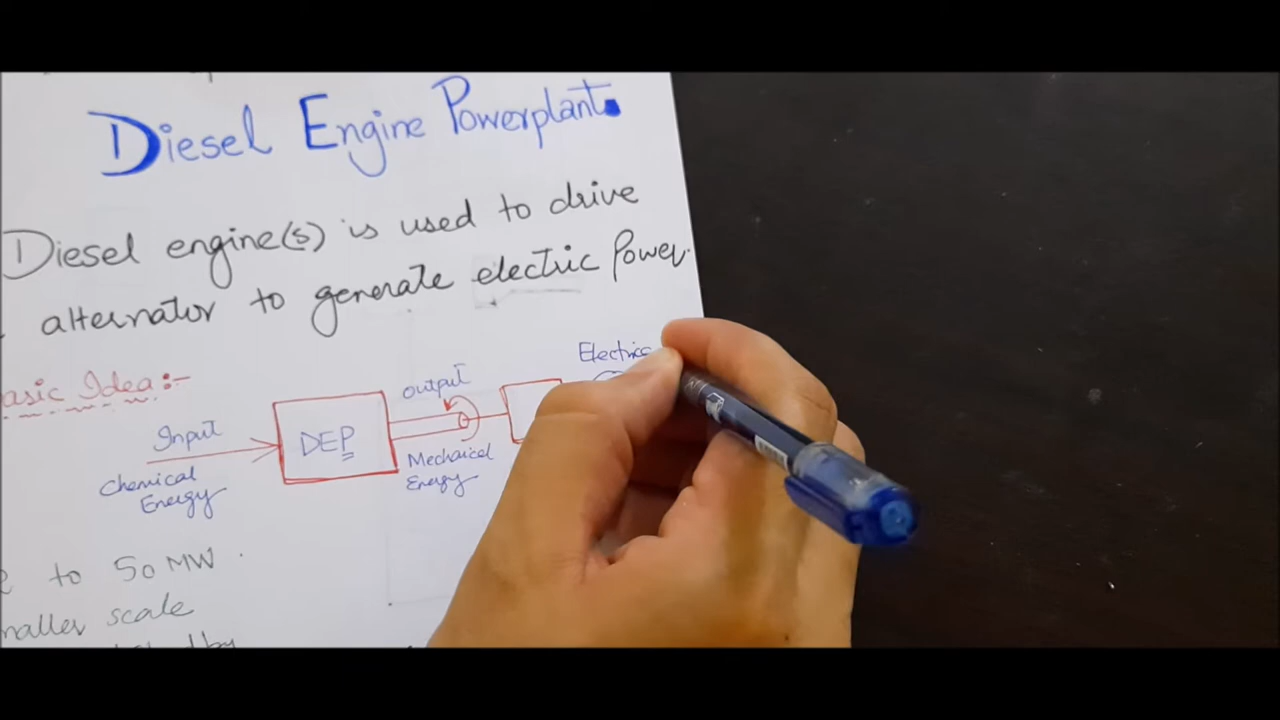 Diesel Engine Powerplant
Diesel engine(s) is used to drive
alternator to generate electric Power.
Basic Idea:-
Input
Chemical
Energy
DEP
output
Mechaical
Energy
Electric
to 50 MW
smaller scale